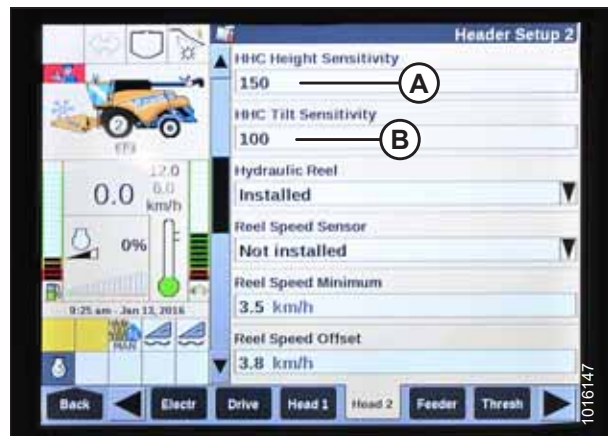 Header Setup 2
HHC Height Sensitivity
150
A
HHC Tilt Sensitivity
100
B
Hydraulic Reel
Installed
Reel Speed Sensor
Not installed
Reel Speed Minimum
3.5 km/h
Reel Speed Offset
3.8 km/h
2
12.0
6.0
0.0 km/h
0%
9:25 am - Jan 13, 2016
MAN
Back
Electr
Drive
Head 1
Head 2
Feeder
Thresh
1016147